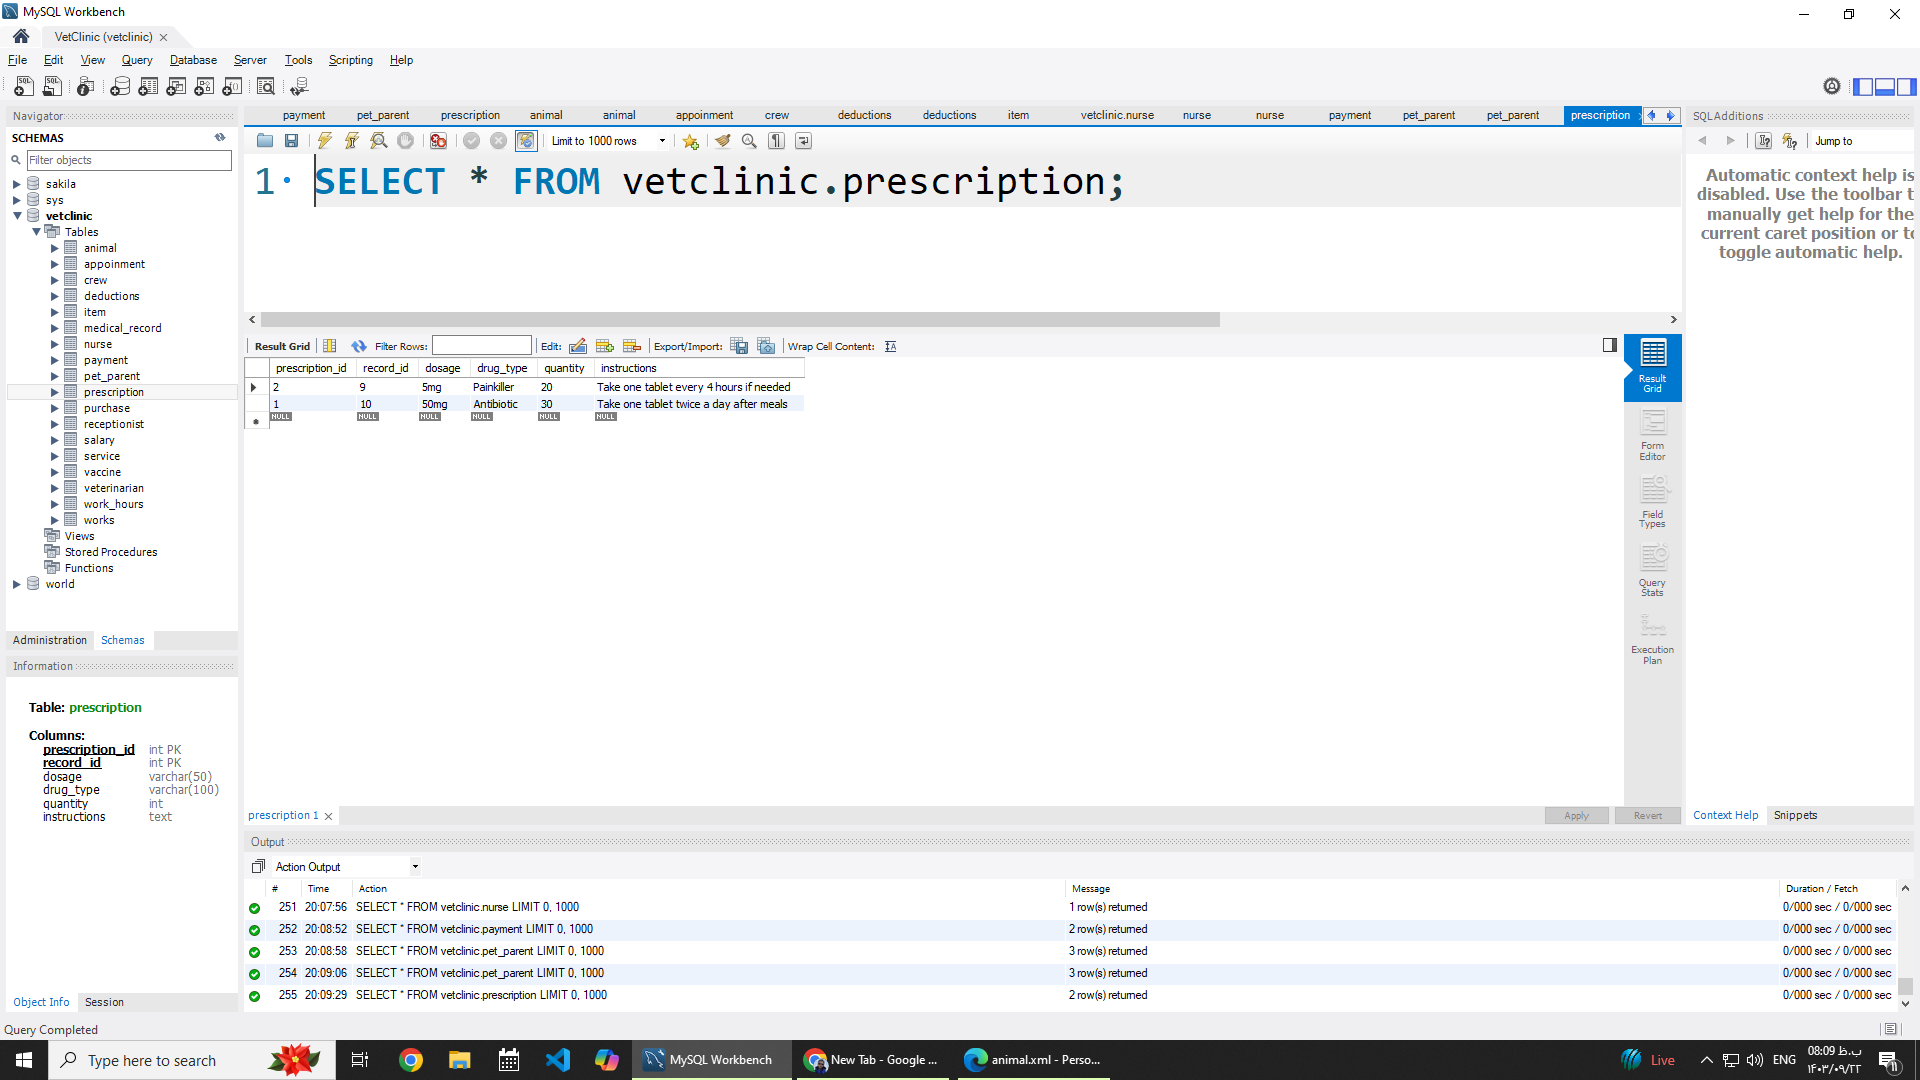 MySQL Workbench
VetClinic (vetclinic)
File Edit View Query Database Server Tools Scripting Help
Navigator
SCHEMAS
Filter objects
sakila
sys
vetclinic
Tables
animal
appoinment
crew
deductions
item
medical_record
nurse
payment
pet_parent
prescription
purchase
receptionist
salary
service
vaccine
veterinarian
work_hours
works
Views
Stored Procedures
Functions
world
Administration Schemas
Information
Table: prescription
Columns:
prescription_id int PK
record_id int PK
dosage varchar(50)
drug_type varchar(100)
quantity int
instructions text
Object Info Session
payment pet_parent prescription animal animal appoinment crew deductions deductions item vetclinic.nurse nurse nurse payment pet_parent pet_parent prescription
Limit to 1000 rows
1 SELECT * FROM vetclinic.prescription;
Result Grid Filter Rows: Edit: Export/Import: Wrap Cell Content:
prescription_id record_id dosage drug_type quantity instructions
2 9 5mg Painkiller 20 Take one tablet every 4 hours if needed
1 10 50mg Antibiotic 30 Take one tablet twice a day after meals
NULL NULL NULL NULL NULL NULL
Result Grid
Form Editor
Field Types
Query Stats
Execution Plan
prescription 1 Apply Revert
SQLAdditions
Jump to
Automatic context help is
disabled. Use the toolbar t
manually get help for the
current caret position or to
toggle automatic help.
Context Help Snippets
Output
Action Output
# Time Action Message Duration / Fetch
251 20:07:56 SELECT * FROM vetclinic.nurse LIMIT 0, 1000 1 row(s) returned 0/000 sec / 0/000 sec
252 20:08:52 SELECT * FROM vetclinic.payment LIMIT 0, 1000 2 row(s) returned 0/000 sec / 0/000 sec
253 20:08:58 SELECT * FROM vetclinic.pet_parent LIMIT 0, 1000 3 row(s) returned 0/000 sec / 0/000 sec
254 20:09:06 SELECT * FROM vetclinic.pet_parent LIMIT 0, 1000 3 row(s) returned 0/000 sec / 0/000 sec
255 20:09:29 SELECT * FROM vetclinic.prescription LIMIT 0, 1000 2 row(s) returned 0/000 sec / 0/000 sec
Query Completed
Type here to search MySQL Workbench New Tab - Google ... animal.xml - Perso... Live ENG
08:09 ب.ظ
۱۴۰۳/۰۹/۲۲
11